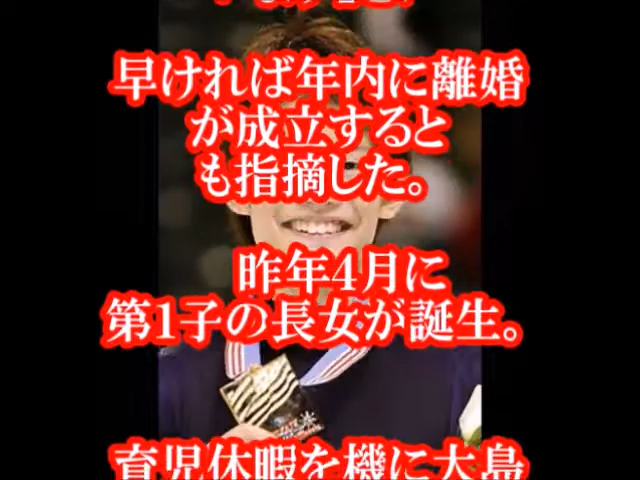 早ければ年内に離婚
が成立すると
も指摘した。
昨年4月に
第1子の長女が誕生。
育児休暇を機に大島